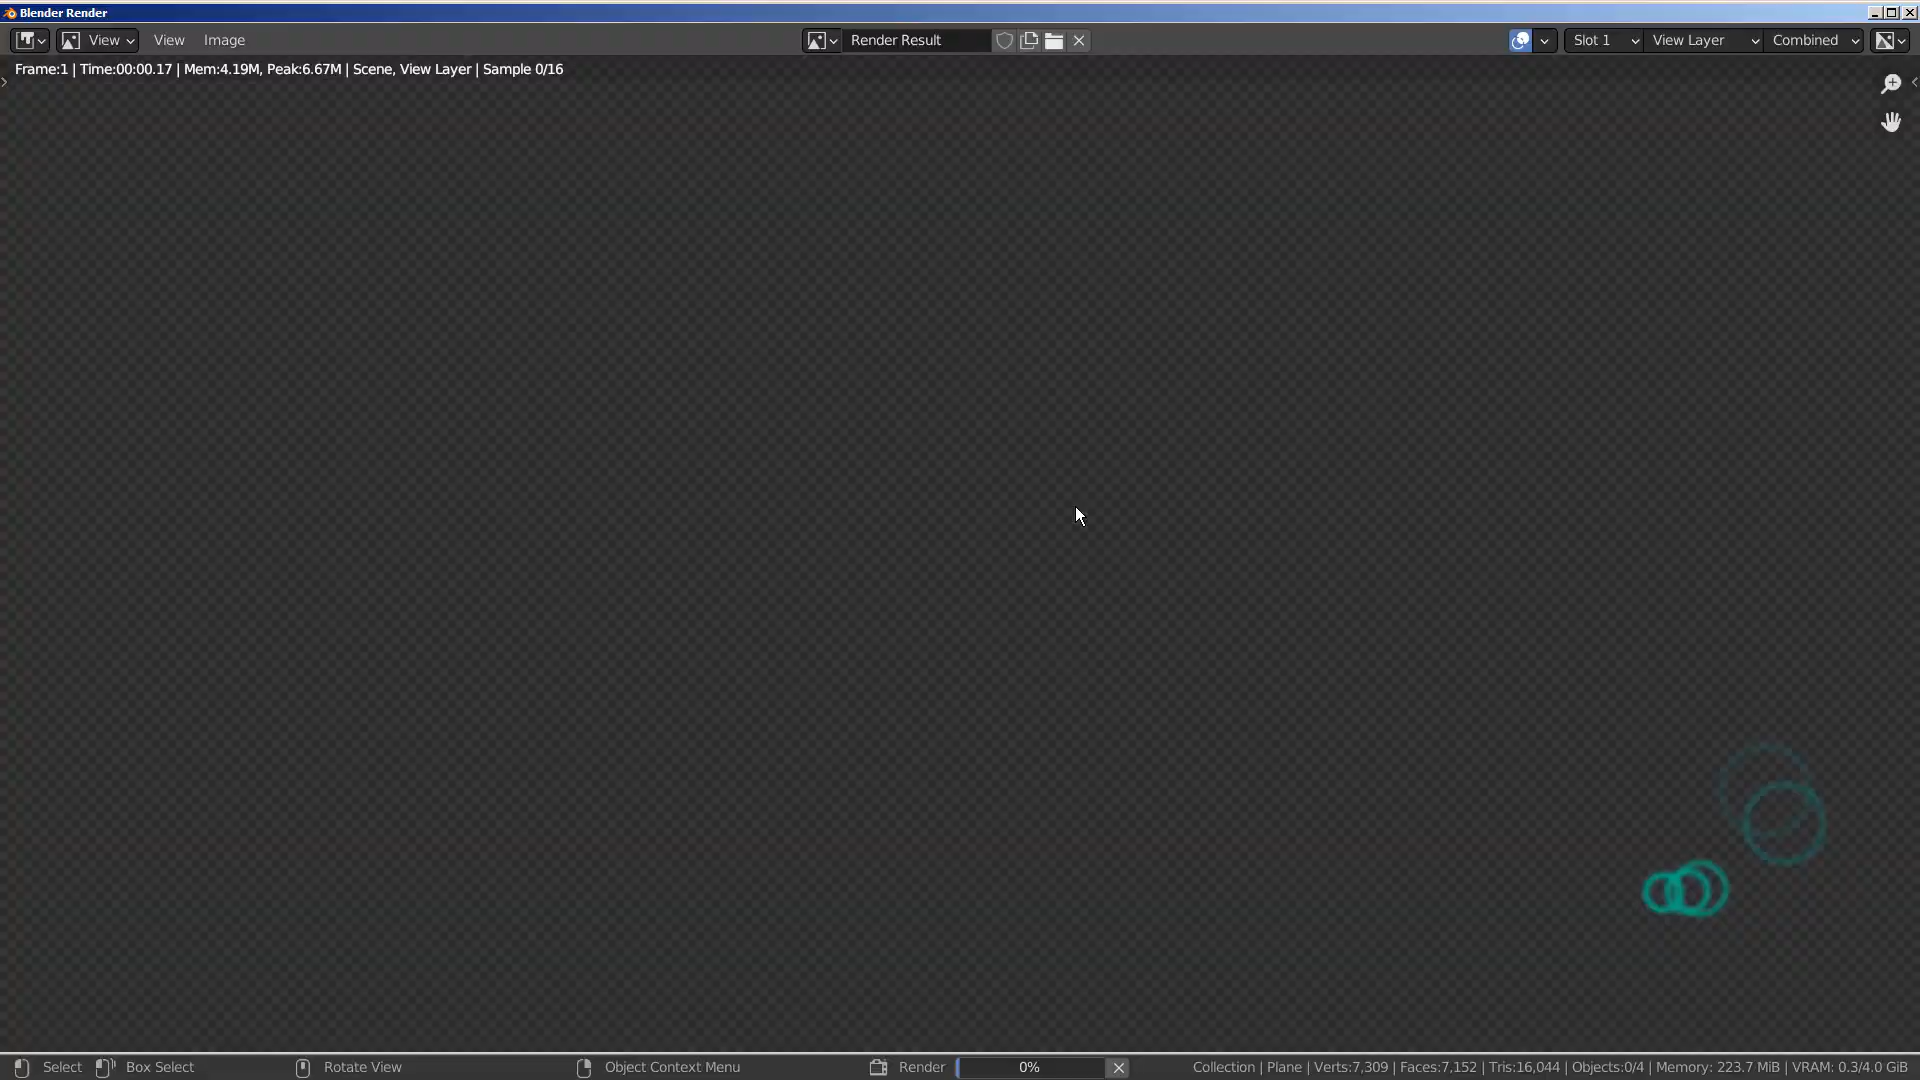 Blender Render
View View Image Render Result Slot 1 View Layer Combined
Frame:1 | Time:00:00.17 | Mem:4.19M, Peak:6.67M | Scene, View Layer | Sample 0/16
Select Box Select Rotate View Object Context Menu Render 0% Collection | Plane | Verts:7,309 | Faces:7,152 | Tris:16,044 | Objects:0/4 | Memory: 223.7 MiB | VRAM: 0.3/4.0 GiB